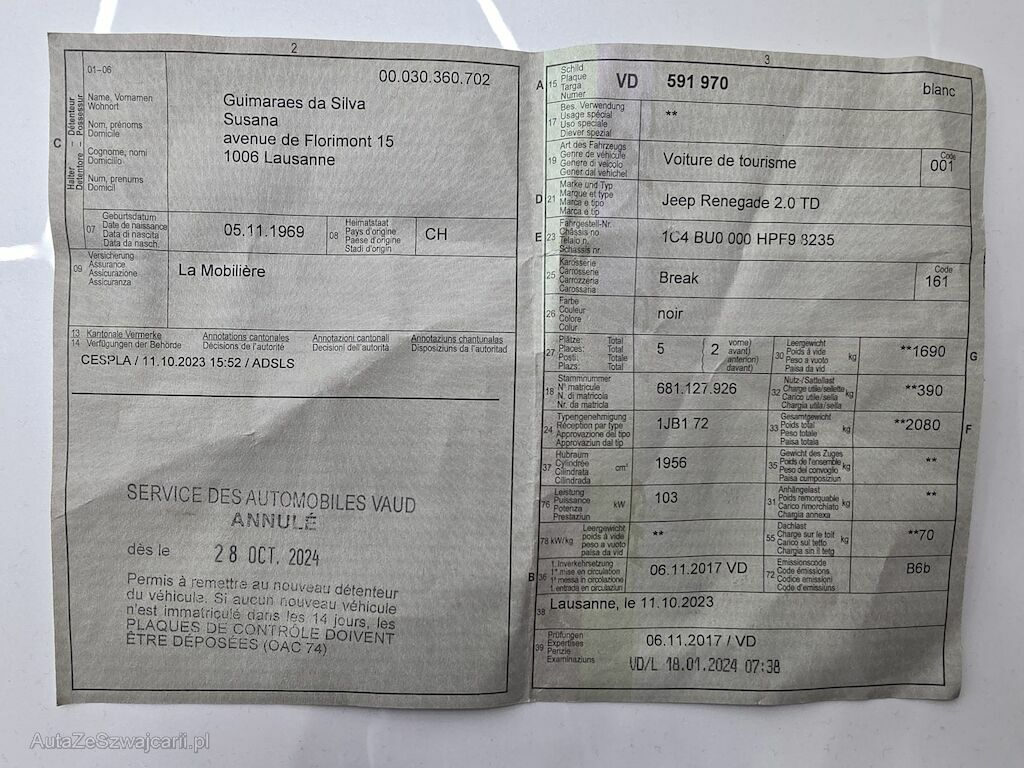 2
01-06
00.030.360.702
C
Halter – Détenteur
Detentore – Possessur
Name, Vornamen
Wohnort
Nom, prénoms
Domicile
Cognome, nomi
Domicilio
Num, prenums
Domicil
Guimaraes da Silva
Susana
avenue de Florimont 15
1006 Lausanne
07
Geburtsdatum
Date de naissance
Data di nascita
Data da nasch.
05.11.1969
08
Heimatstaat
Pays d'origine
Paese d'origine
Stadi d'origin
CH
09
Versicherung
Assurance
Assicurazione
Assicuranza
La Mobilière
13 Kantonale Vermerke Annotations cantonales Annotazioni cantonali Annotaziuns chantunalas
14 Verfügungen der Behörde Décisions de l'autorité Decisioni dell'autorità Disposiziuns da l'autoritad
CESPLA / 11.10.2023 15:52 / ADSLS
SERVICE DES AUTOMOBILES VAUD
ANNULÉ
dès le 28 OCT. 2024
Permis à remettre au nouveau détenteur
du véhicule. Si aucun nouveau véhicule
n'est immatriculé dans les 14 jours, les
PLAQUES DE CONTRÔLE DOIVENT
ÊTRE DÉPOSÉES (OAC 74)
3
A 15
Schild
Plaque
Targa
Numer
VD 591 970 blanc
17
Bes. Verwendung
Usage spécial
Uso speciale
Diever spezial
**
19
Art des Fahrzeugs
Genre de véhicule
Genere di veicolo
Gener dal vehichel
Voiture de tourisme
Code
001
D 21
Marke und Typ
Marque et type
Marca e tipo
Marca e tip
Jeep Renegade 2.0 TD
E 23
Fahrgestell-Nr.
Châssis no
Telaio n.
Schassis nr.
1C4 BU0 000 HPF9 8235
25
Karosserie
Carrosserie
Carrozzeria
Carossaria
Break
Code
161
26
Farbe
Couleur
Colore
Colur
noir
27
Plätze: Total
Places: Total
Posti: Totale
Plazs: Total
5 ( 2
vorne)
avant)
anteriori)
davant)
30
Leergewicht
Poids à vide
Peso a vuoto
Paisa da vid
kg
**1690
G
18
Stammnummer
N° matricule
N. di matricola
Nr. da matricla
681.127.926
32
Nutz-/Sattellast
Charge utile/sellette
Carico utile/sella
Chargia utila/sella
kg
**390
24
Typengenehmigung
Réception par type
Approvazione del tipo
Approvaziun dal tip
1JB1 72
33
Gesamtgewicht
Poids total
Peso totale
Paisa totala
kg
**2080
F
37
Hubraum
Cylindrée
Cilindrata
Cilindrada
cm³
1956
35
Gewicht des Zuges
Poids de l'ensemble
Peso del convoglio
Paisa cumposiziun
kg
**
76
Leistung
Puissance
Potenza
Prestaziun
kW
103
31
Anhängelast
Poids remorquable
Carico rimorchiato
Chargia annexa
kg
**
78 kW/kg
Leergewicht
poids à vide
peso a vuoto
paisa da vid
**
55
Dachlast
Charge sur le toit
Carico sul tetto
Chargia sin il tetg
kg
**70
B 36
1. Inverkehrsetzung
1re mise en circulation
1a messa in circolazione
1. entrada en circulaziun
06.11.2017 VD
72
Emissionscode
Code émissions
Codice emissioni
Code d'emissiuns
B6b
38
Lausanne, le 11.10.2023
39
Prüfungen
Expertises
Perizie
Examinaziuns
06.11.2017 / VD
VD/L 18.01.2024 07:38
AutaZeSzwajcarii.pl